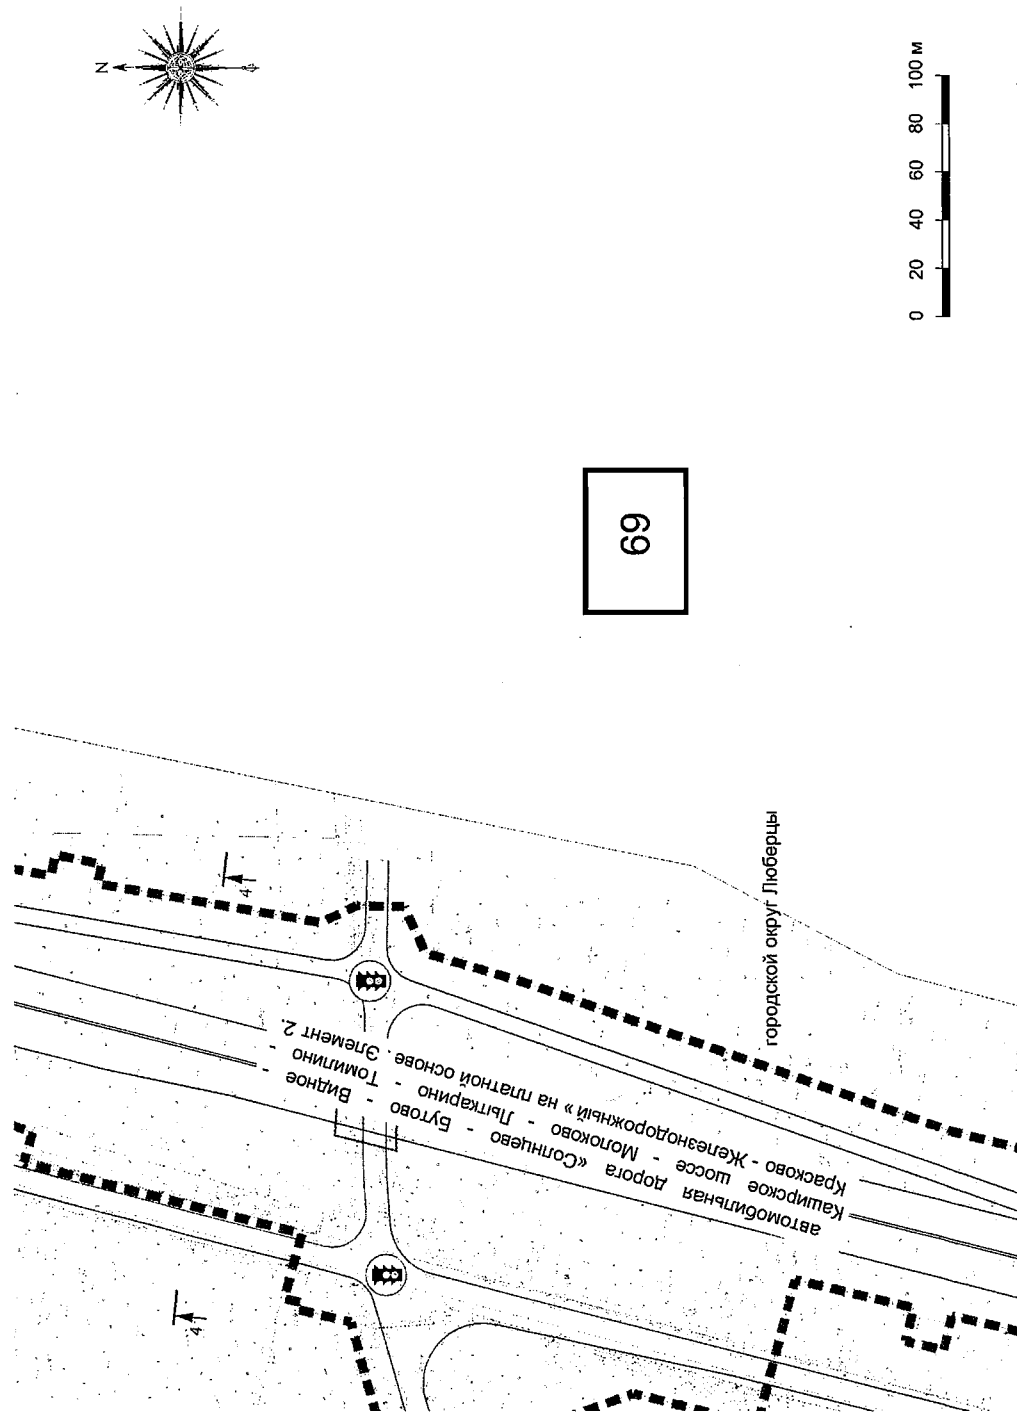 N
0 20 40 60 80 100 м
69
4
городской округ Люберцы
автомобильная дорога «Солнцево - Бутово - Видное -
Каширское шоссе - Молоково - Лыткарино - Томилино -
Красково - Железнодорожный» на платной основе. Элемент 2.
4